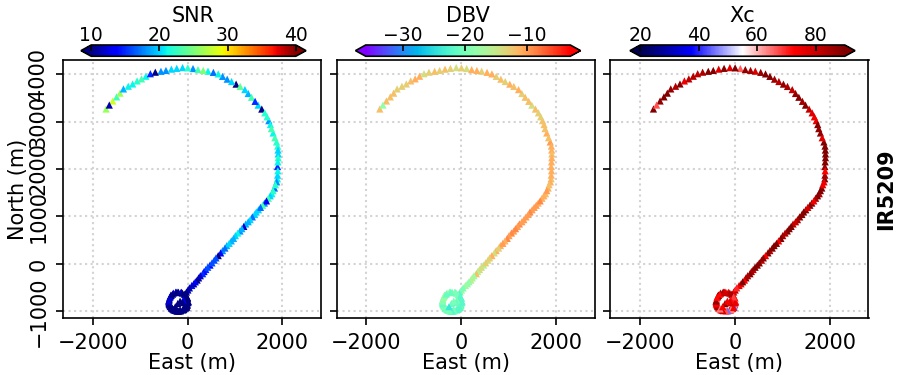 SNR DBV Xc
10 20 30 40 −30 −20 −10 20 40 60 80
4000
3000
2000
1000
0
−1000
North (m)
IR5209
−2000 0 2000 −2000 0 2000 −2000 0 2000
East (m) East (m) East (m)